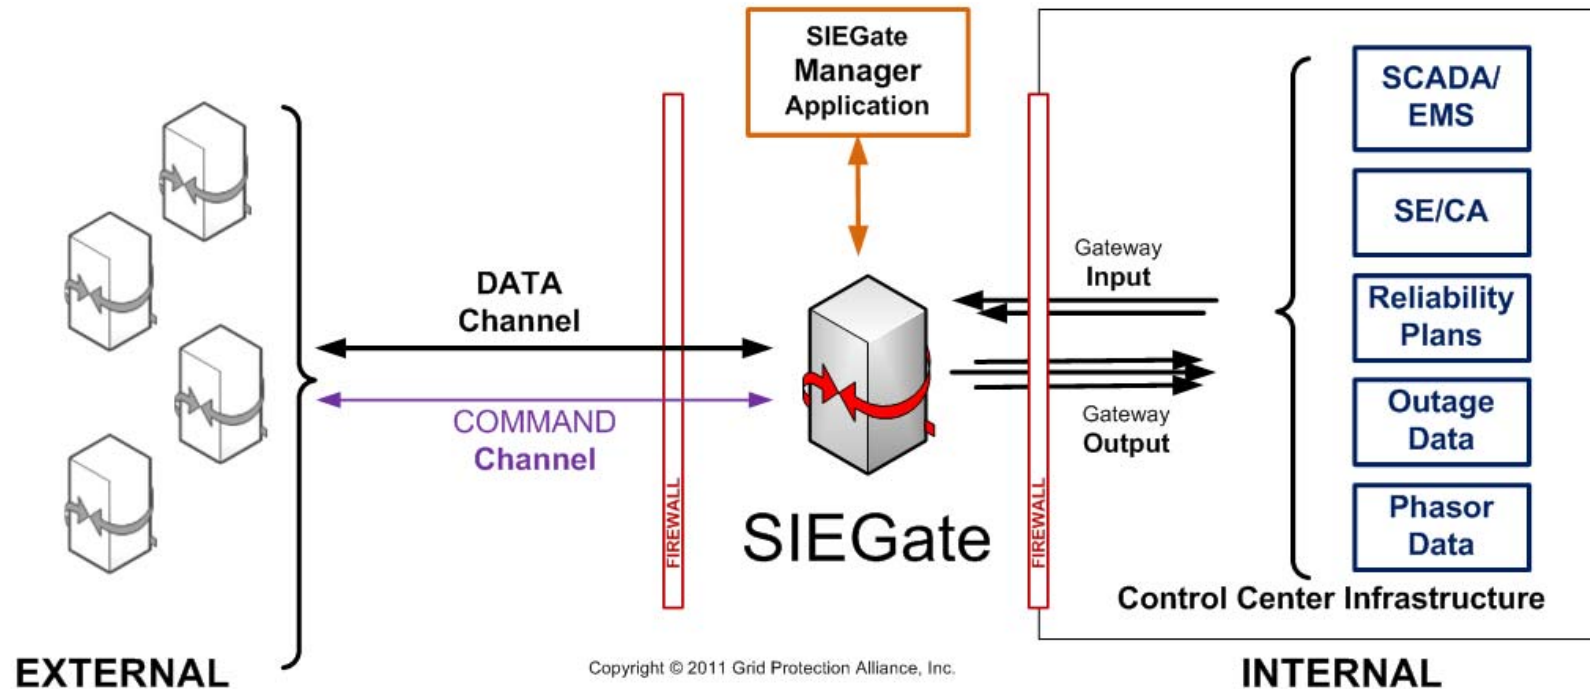 SIEGate
Manager
Application
DATA
Channel
COMMAND
Channel
FIREWALL
SIEGate
FIREWALL
Gateway
Input
Gateway
Output
SCADA/
EMS
SE/CA
Reliability
Plans
Outage
Data
Phasor
Data
Control Center Infrastructure
EXTERNAL
Copyright © 2011 Grid Protection Alliance, Inc.
INTERNAL